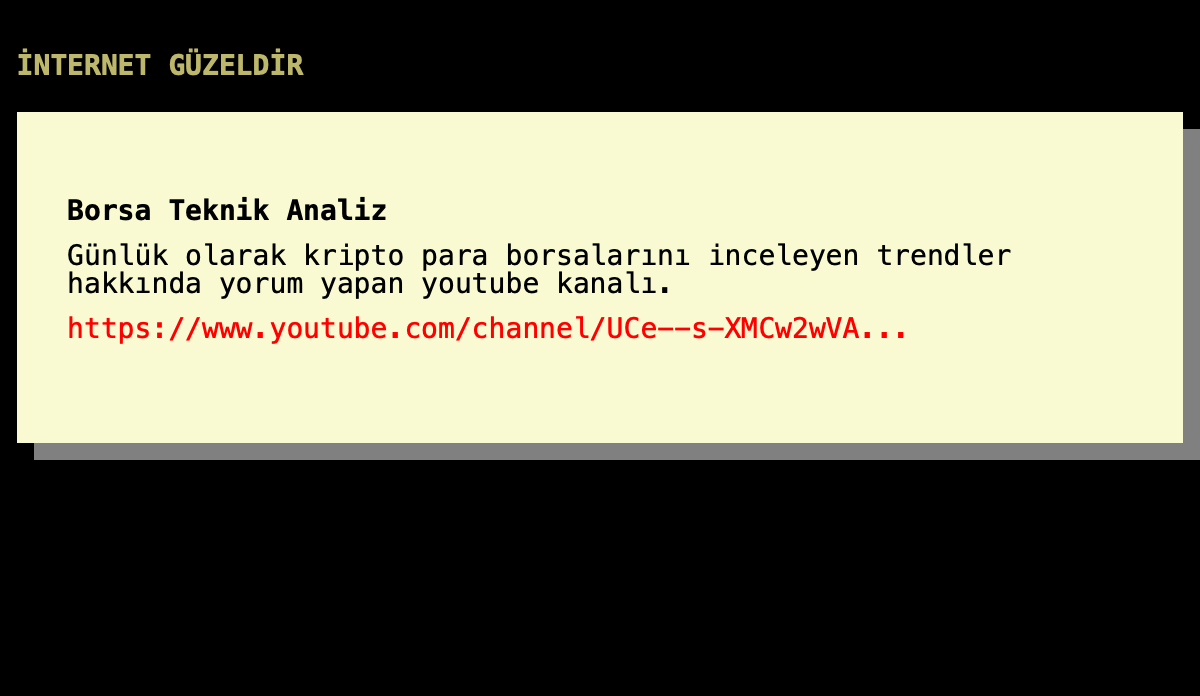 İNTERNET GÜZELDİR
Borsa Teknik Analiz
Günlük olarak kripto para borsalarını inceleyen trendler
hakkında yorum yapan youtube kanalı.
https://www.youtube.com/channel/UCe--s-XMCw2wVA...